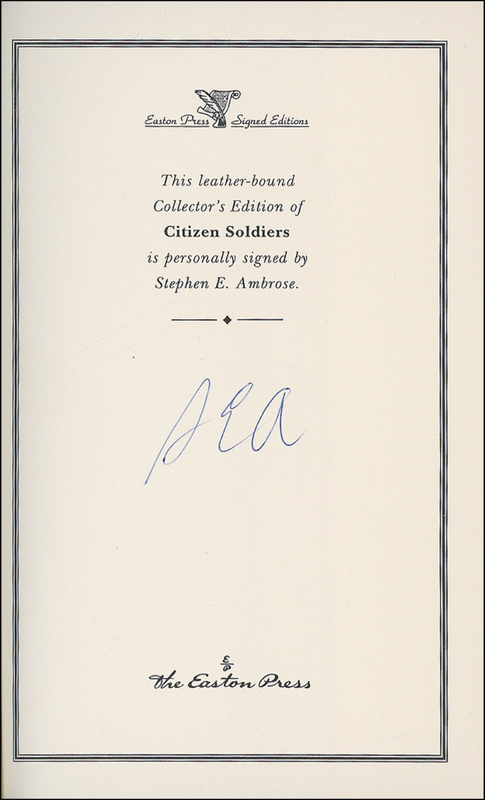 Easton Press Signed Editions
This leather-bound
Collector's Edition of
Citizen Soldiers
is personally signed by
Stephen E. Ambrose.
SEA
EP
the Easton Press